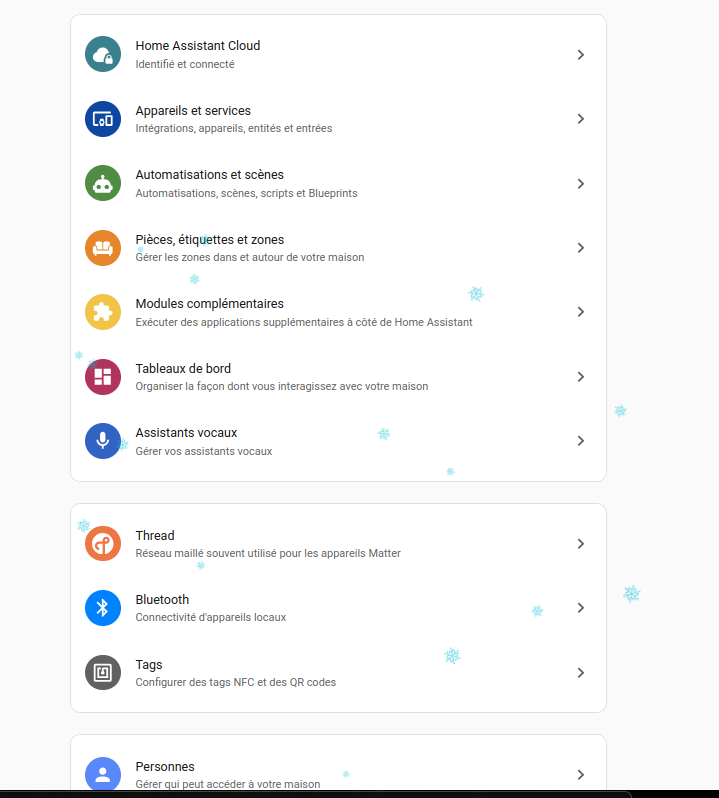 Home Assistant Cloud
Identifié et connecté
Appareils et services
Intégrations, appareils, entités et entrées
Automatisations et scènes
Automatisations, scènes, scripts et Blueprints
Pièces, étiquettes et zones
Gérer les zones dans et autour de votre maison
Modules complémentaires
Exécuter des applications supplémentaires à côté de Home Assistant
Tableaux de bord
Organiser la façon dont vous interagissez avec votre maison
Assistants vocaux
Gérer vos assistants vocaux
Thread
Réseau maillé souvent utilisé pour les appareils Matter
Bluetooth
Connectivité d'appareils locaux
Tags
Configurer des tags NFC et des QR codes
Personnes
Gérer qui peut accéder à votre maison